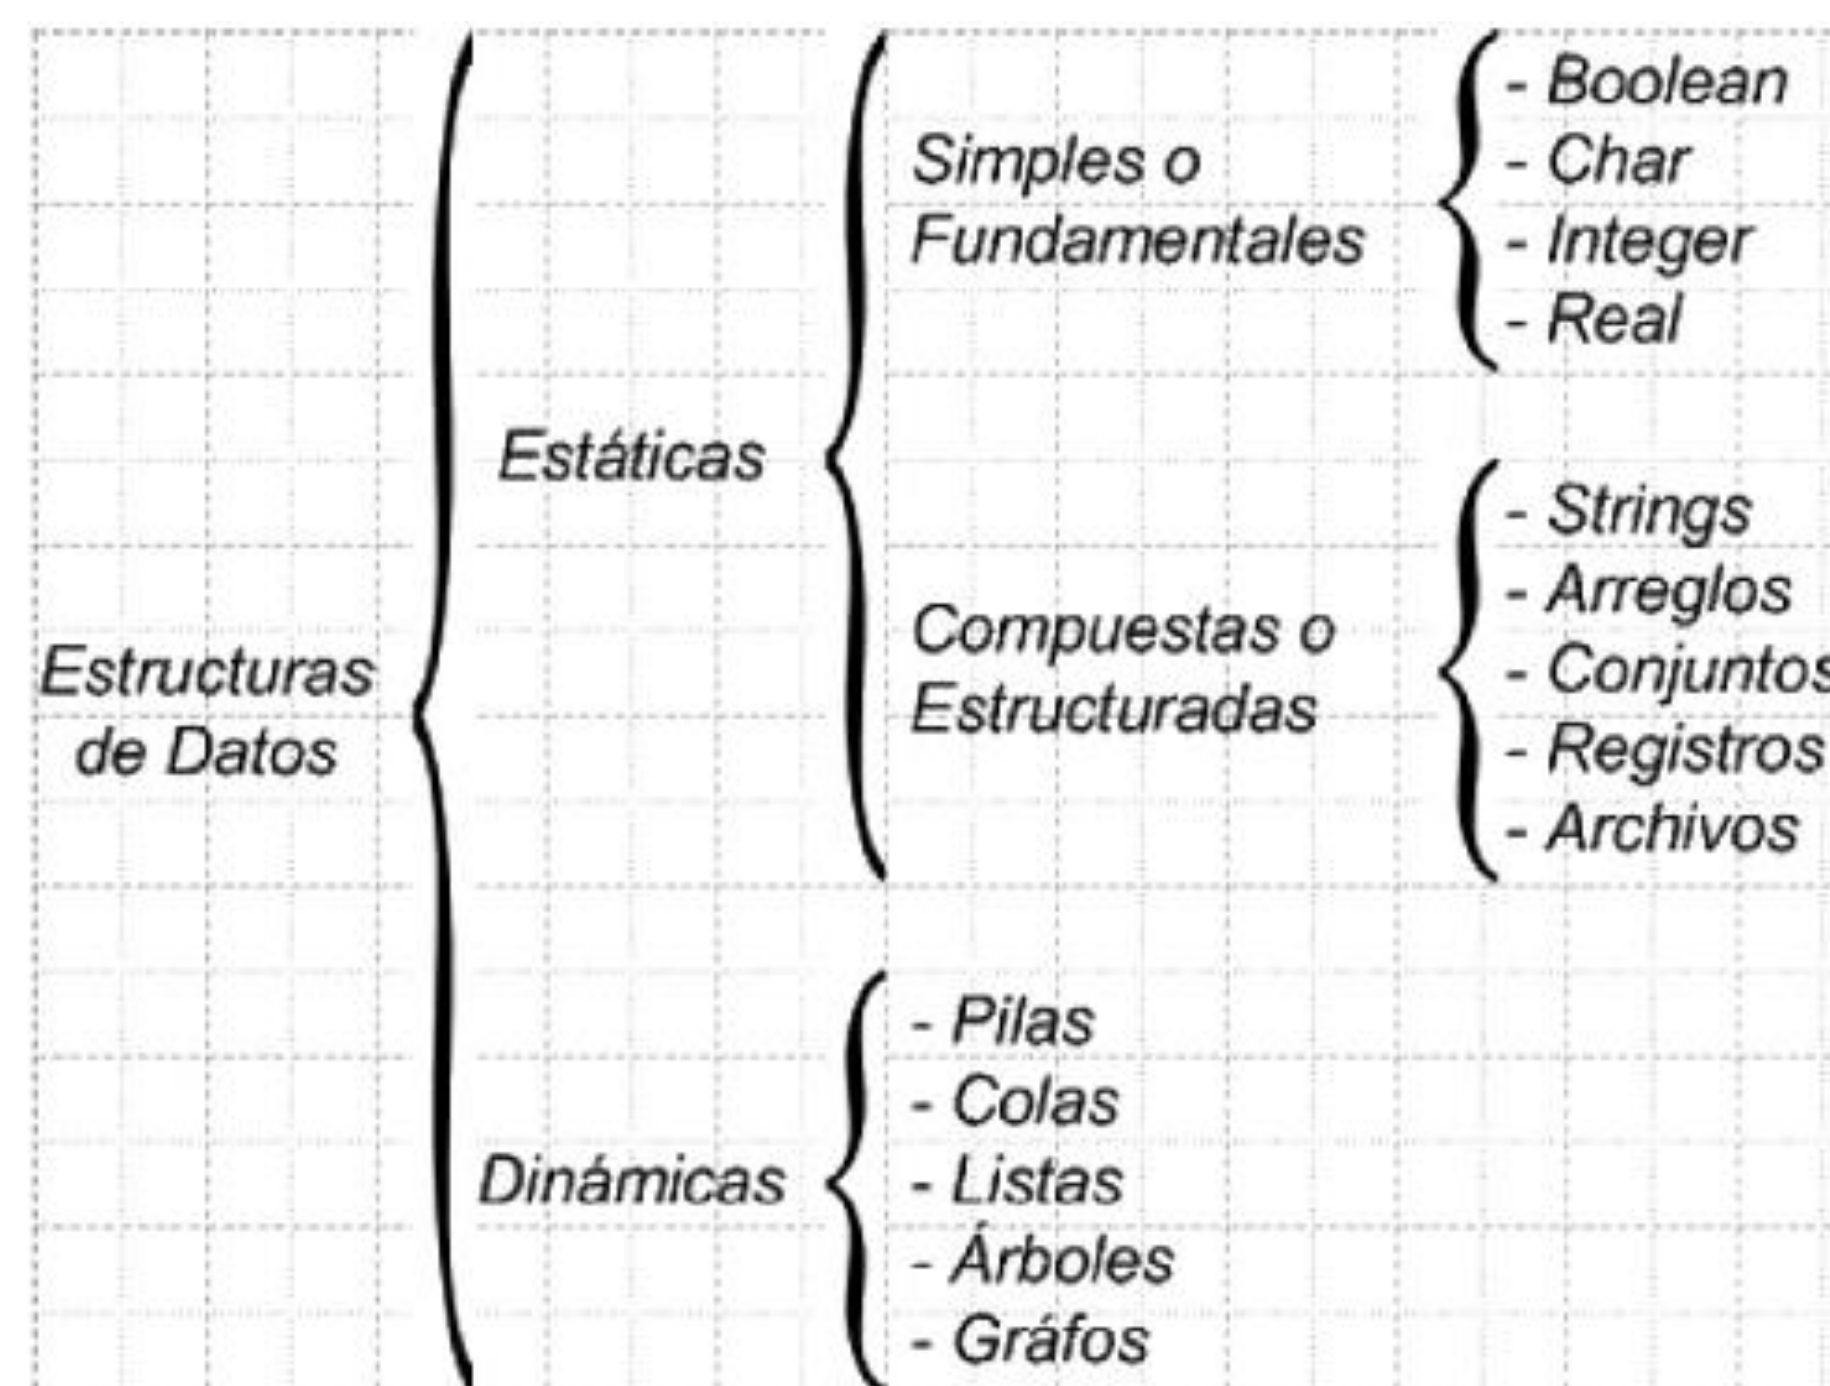 Estructuras
de Datos
Estáticas
Simples o
Fundamentales
- Boolean
- Char
- Integer
- Real
Compuestas o
Estructuradas
- Strings
- Arreglos
- Conjuntos
- Registros
- Archivos
Dinámicas
- Pilas
- Colas
- Listas
- Árboles
- Gráfos